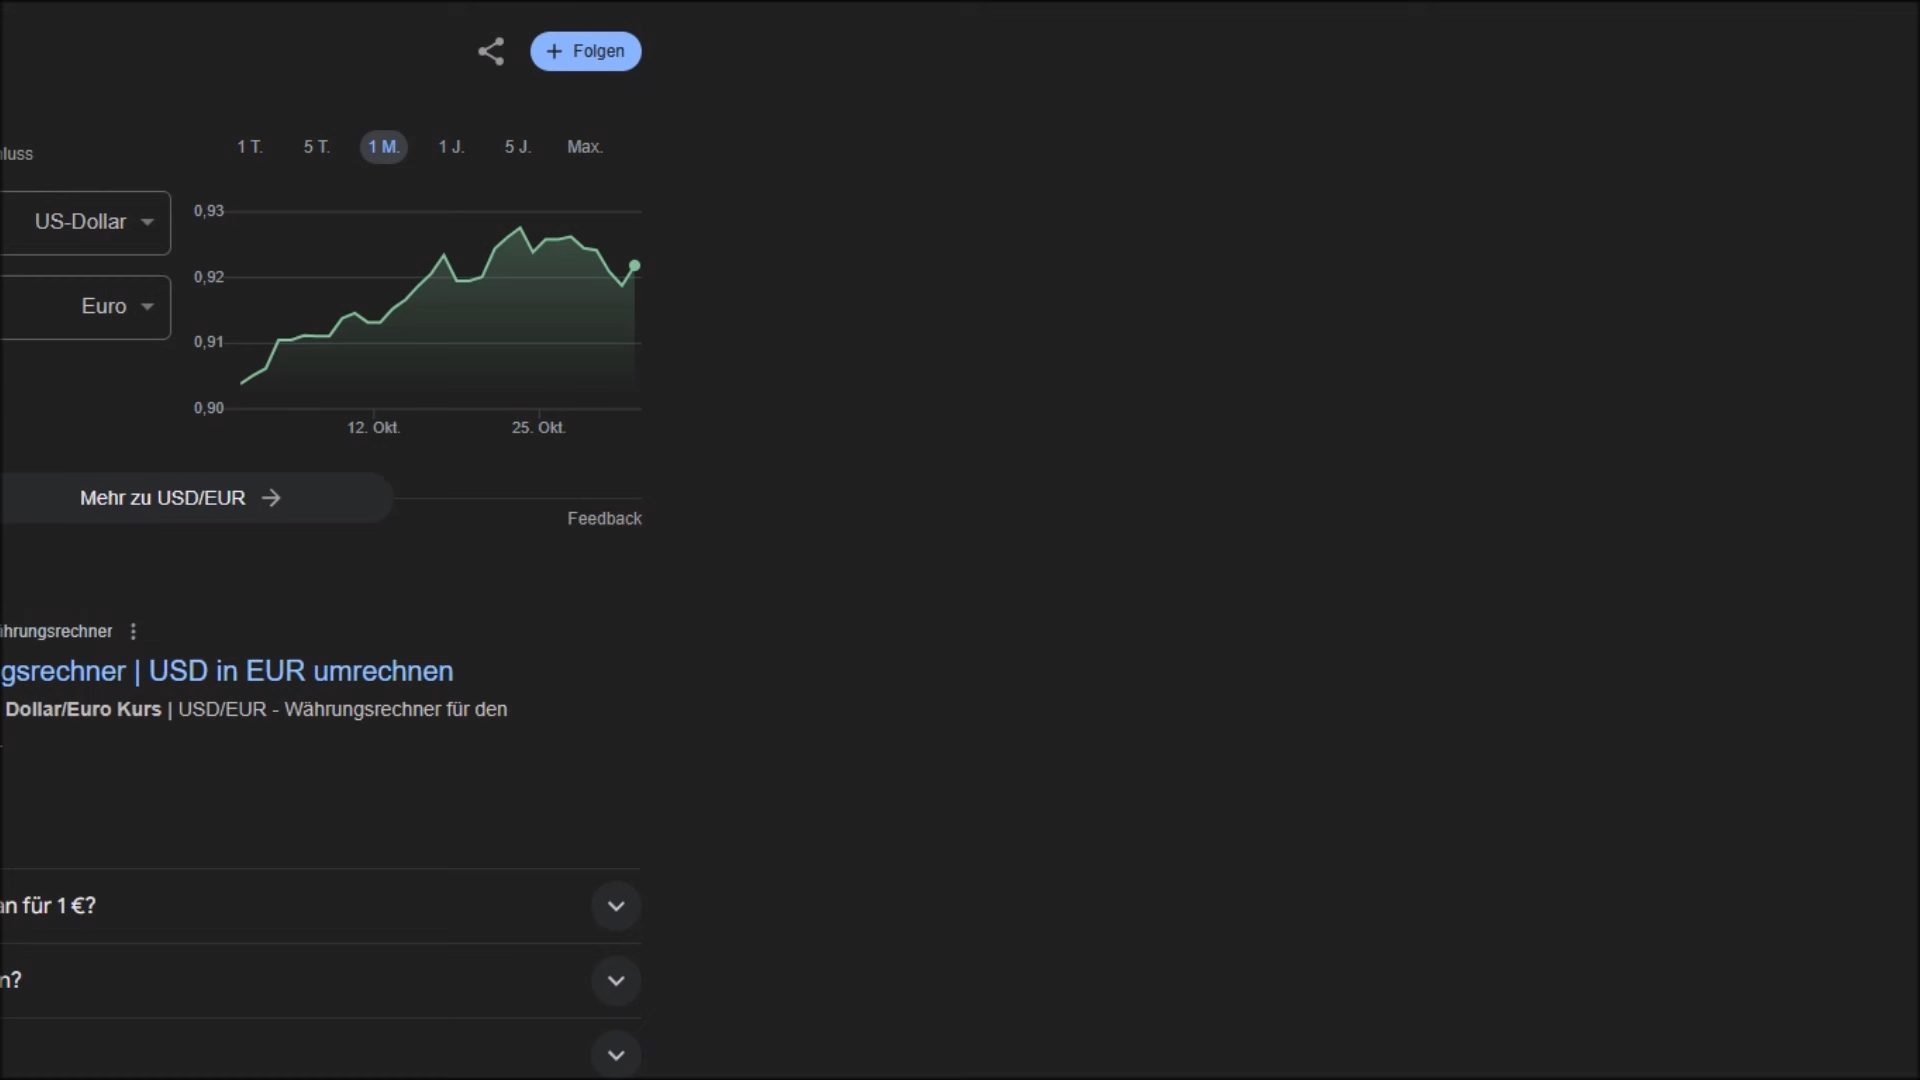 Folgen
1 T. 5 T. 1 M. 1 J. 5 J. Max.
US-Dollar
Euro
0,93
0,92
0,91
0,90
12. Okt. 25. Okt.
Mehr zu USD/EUR
Feedback
ährungsrechner
gsrechner | USD in EUR umrechnen
Dollar/Euro Kurs | USD/EUR - Währungsrechner für den
an für 1 €?
n?